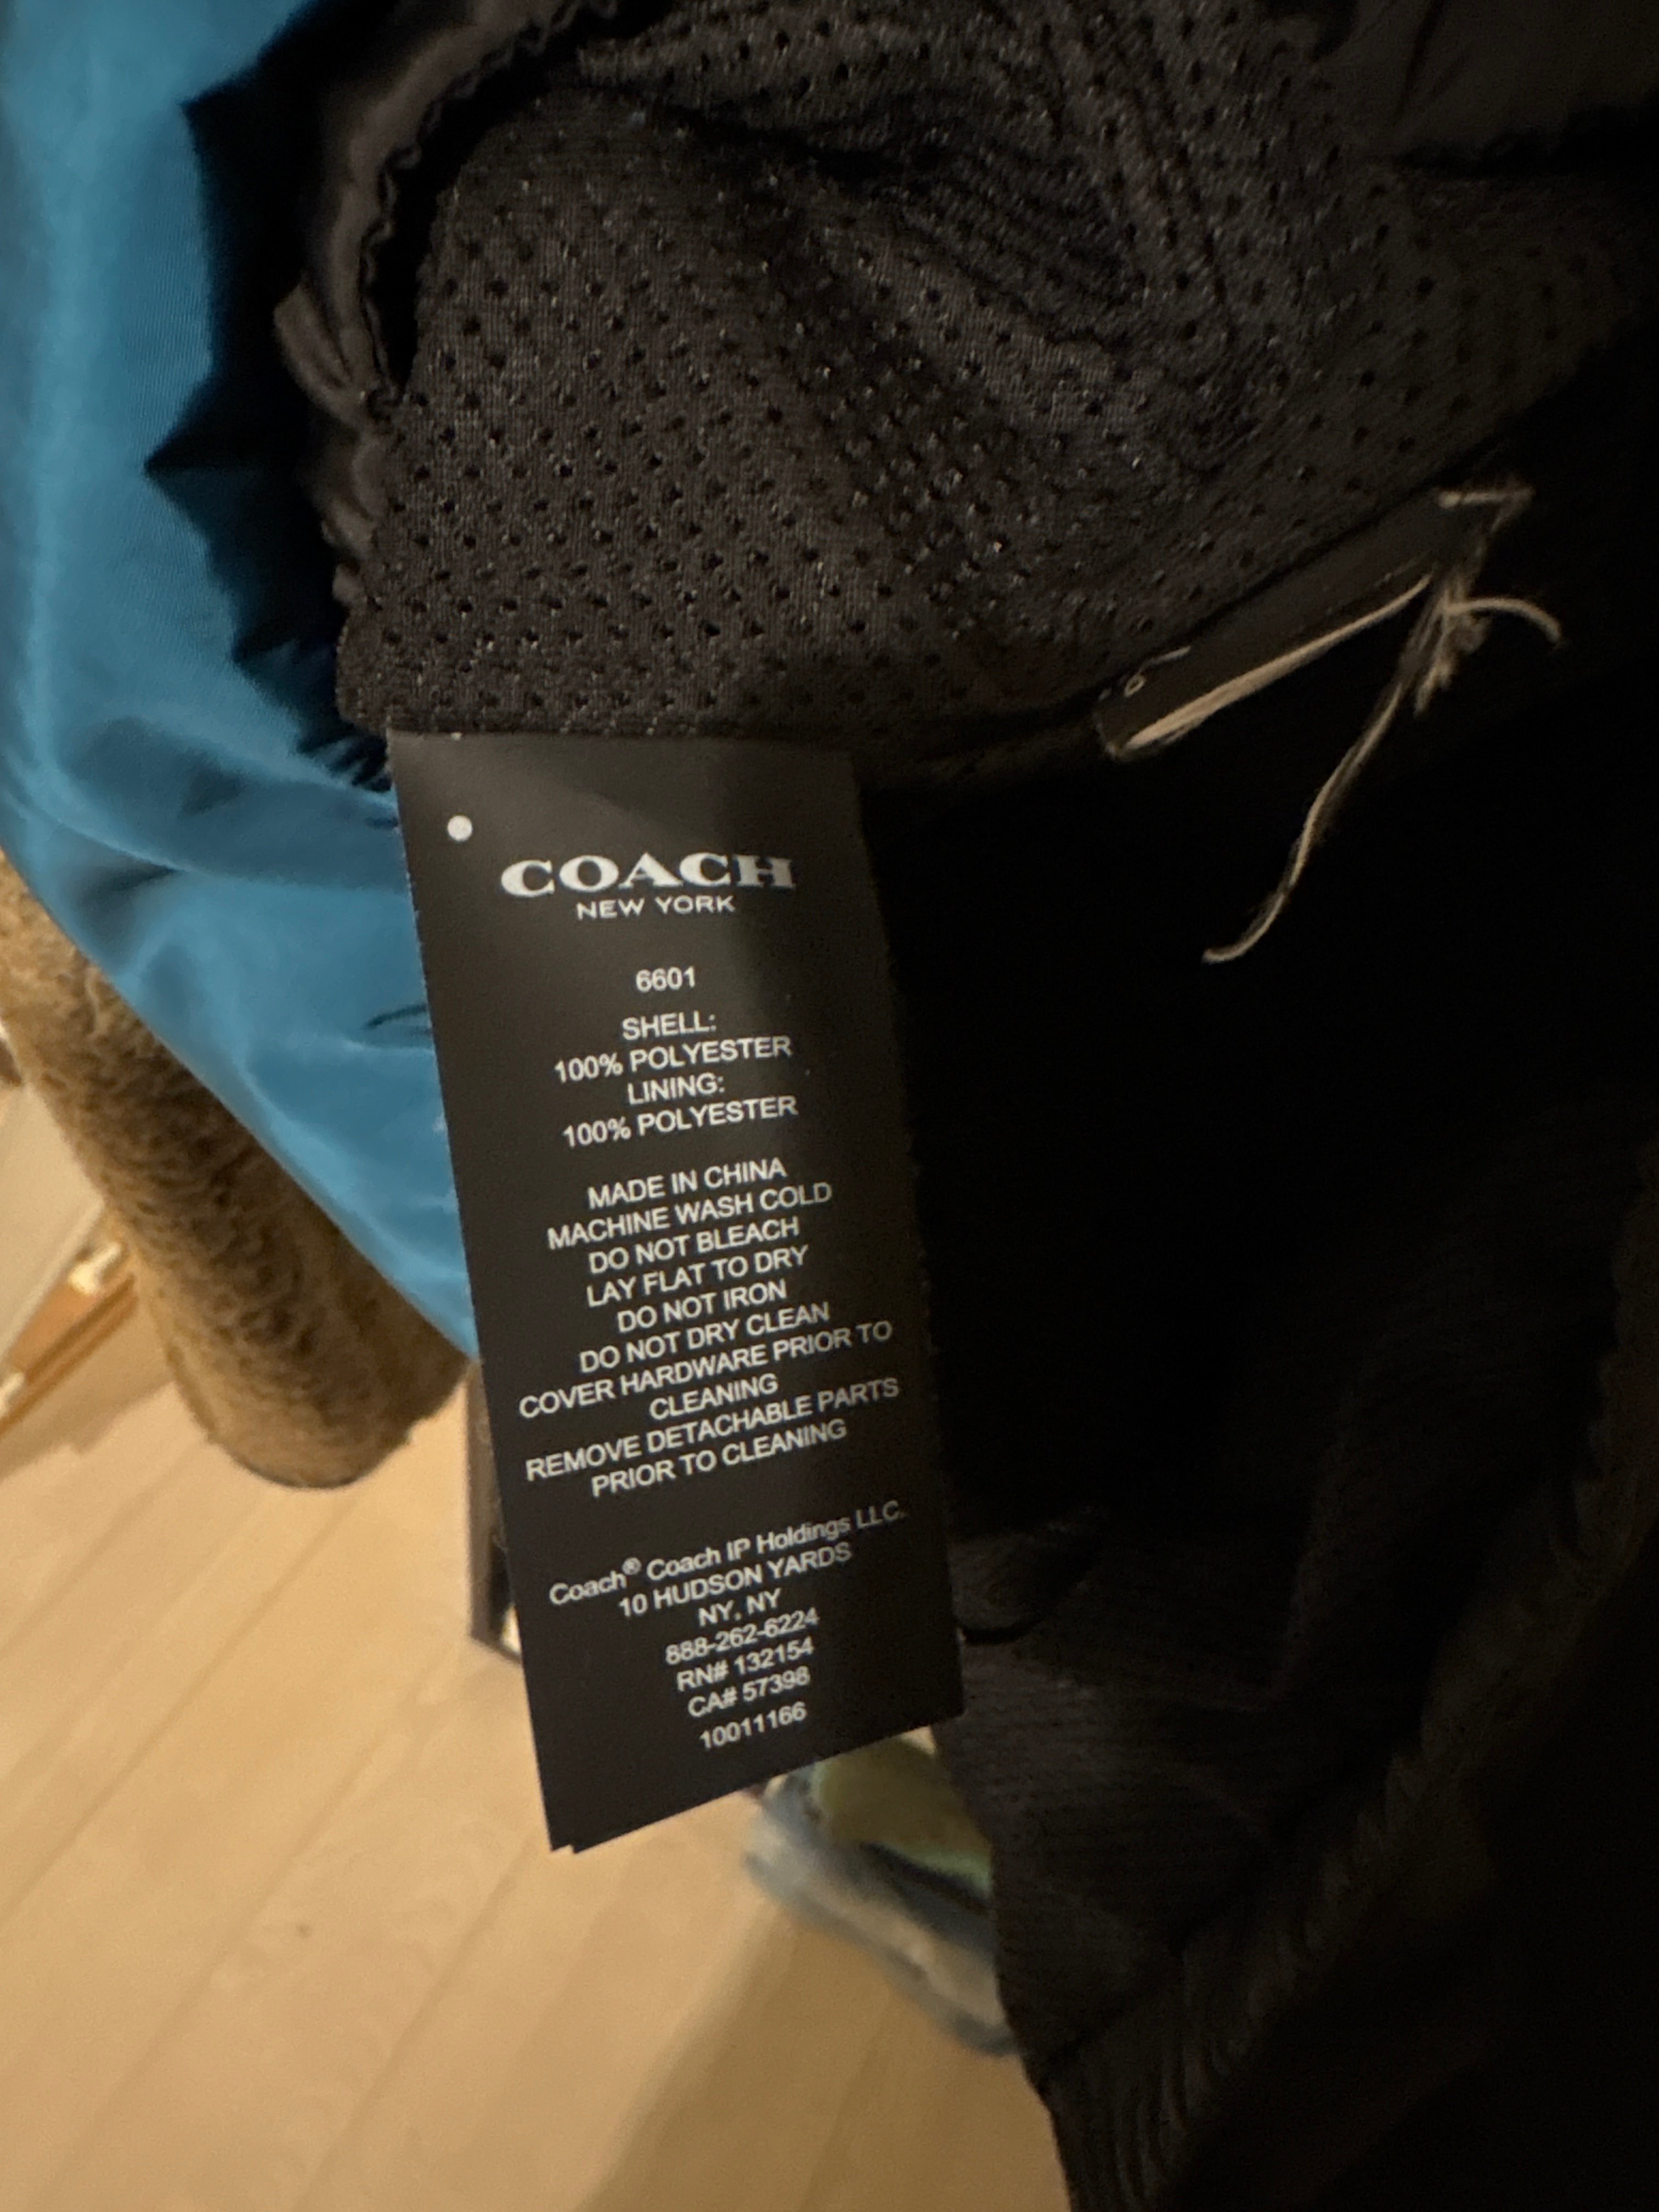 COACH
NEW YORK
6601
SHELL:
100% POLYESTER
LINING:
100% POLYESTER
MADE IN CHINA
MACHINE WASH COLD
DO NOT BLEACH
LAY FLAT TO DRY
DO NOT IRON
DO NOT DRY CLEAN
COVER HARDWARE PRIOR TO
CLEANING
REMOVE DETACHABLE PARTS
PRIOR TO CLEANING
Coach® Coach IP Holdings LLC.
10 HUDSON YARDS
NY, NY
888-262-6224
RN# 132154
CA# 57398
10011166